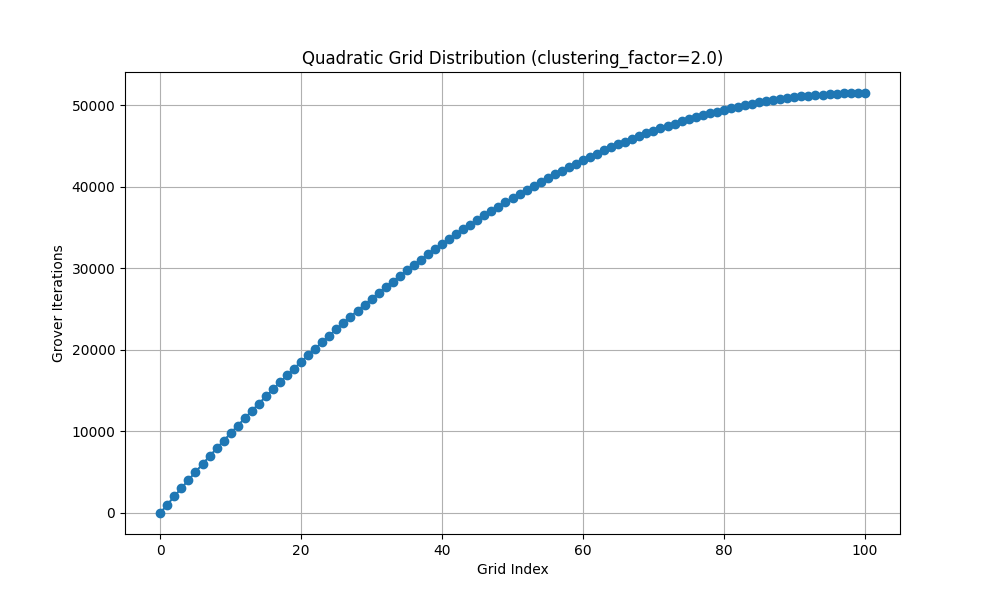 Quadratic Grid Distribution (clustering_factor=2.0)
50000
40000
30000
20000
10000
0
Grover Iterations
0 20 40 60 80 100
Grid Index